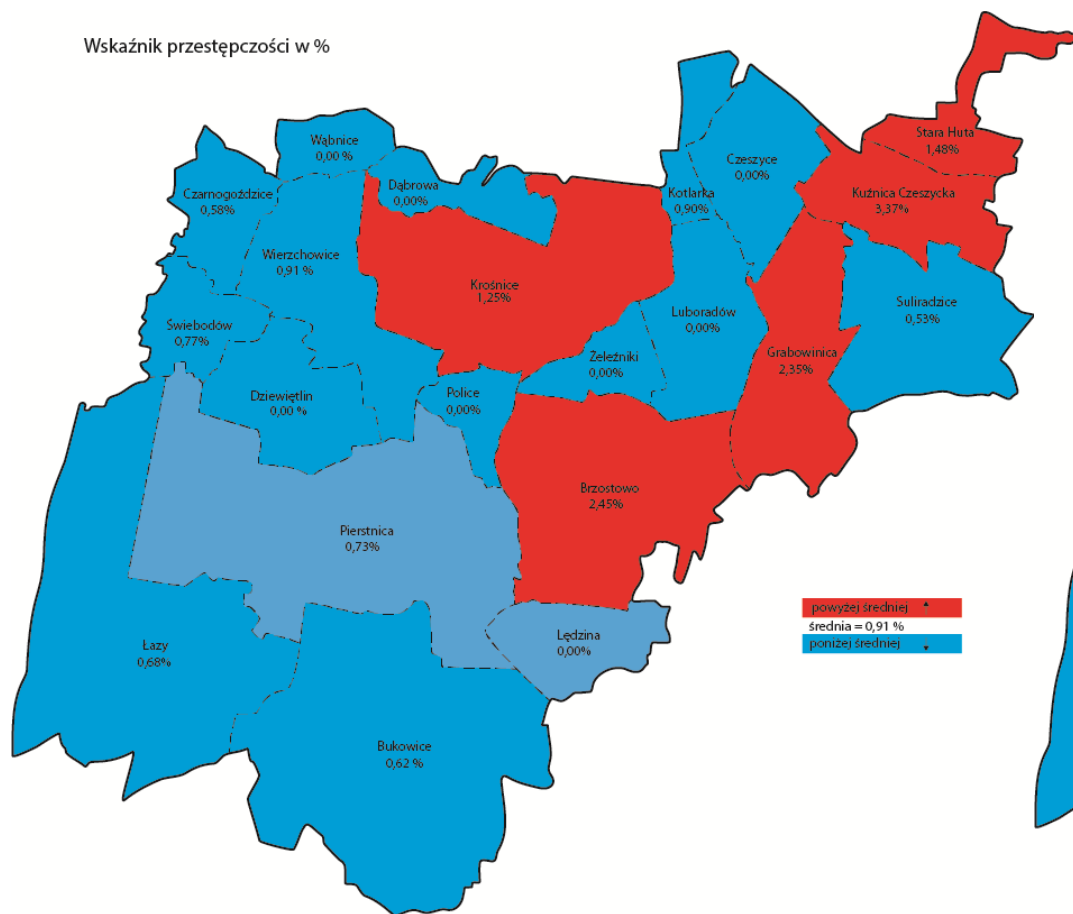 Wskaźnik przestępczości w %
Stara Huta
1,48%
Wąbnice
0,00 %
Czeszyce
0,00%
Czarnogoździce
0,58%
Dąbrowa
0,00%
Kotlarka
0,90%
Kuźnica Czeszycka
3,37%
Wierzchowice
0,91 %
Krośnice
1,25%
Suliradzice
0,53%
Luboradów
0,00%
Świebodów
0,77%
Żeleźniki
0,00%
Grabowinica
2,35%
Dziewiętlin
0,00 %
Police
0,00%
Brzostowo
2,45%
Pierstnica
0,73%
powyżej średniej
średnia = 0,91 %
poniżej średniej
Lędzina
0,00%
Łazy
0,68%
Bukowice
0,62 %